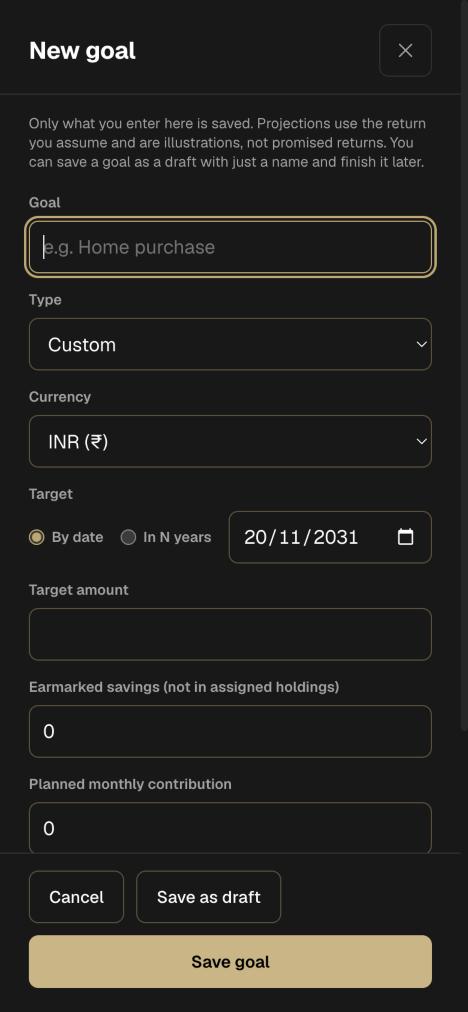 New goal
Only what you enter here is saved. Projections use the return
you assume and are illustrations, not promised returns. You
can save a goal as a draft with just a name and finish it later.
Goal
e.g. Home purchase
Type
Custom
Currency
INR (₹)
Target
By date In N years 20/11/2031
Target amount
Earmarked savings (not in assigned holdings)
0
Planned monthly contribution
0
Cancel Save as draft
Save goal